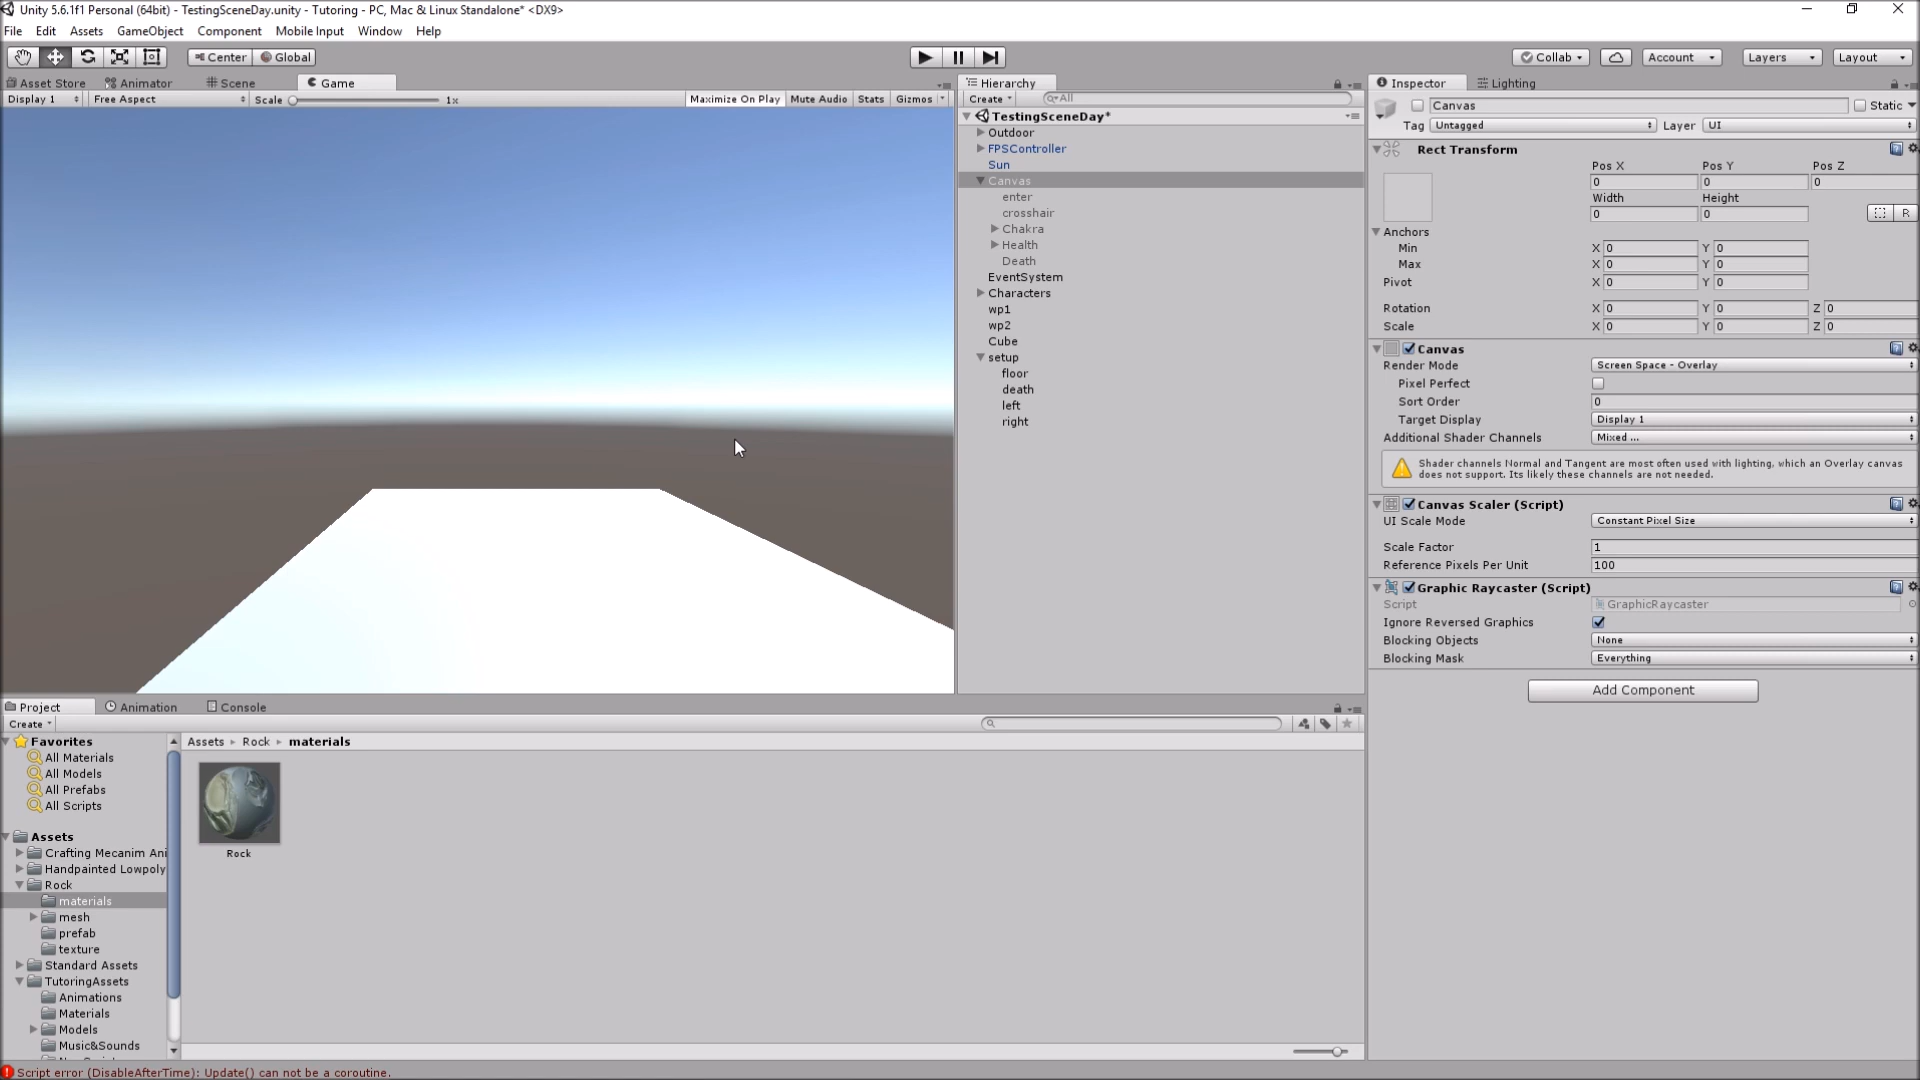 Unity 5.6.1f1 Personal (64bit) - TestingSceneDay.unity - Tutoring - PC, Mac & Linux Standalone* <DX9>
File Edit Assets GameObject Component Mobile Input Window Help
Center Global Collab Account Layers Layout
Asset Store Animator Scene Game
Display 1 Free Aspect Scale 1x Maximize On Play Mute Audio Stats Gizmos
Hierarchy
Create All
TestingSceneDay*
Outdoor
FPSController
Sun
Canvas
enter
crosshair
Chakra
Health
Death
EventSystem
Characters
wp1
wp2
Cube
setup
floor
death
left
right
Inspector Lighting
Canvas Static
Tag Untagged Layer UI
Rect Transform
Pos X Pos Y Pos Z
0 0 0
Width Height
0 0 R
Anchors
Min X 0 Y 0
Max X 0 Y 0
Pivot X 0 Y 0
Rotation X 0 Y 0 Z 0
Scale X 0 Y 0 Z 0
Canvas
Render Mode Screen Space - Overlay
Pixel Perfect
Sort Order 0
Target Display Display 1
Additional Shader Channels Mixed ...
Shader channels Normal and Tangent are most often used with lighting, which an Overlay canvas
does not support. Its likely these channels are not needed.
Canvas Scaler (Script)
UI Scale Mode Constant Pixel Size
Scale Factor 1
Reference Pixels Per Unit 100
Graphic Raycaster (Script)
Script GraphicRaycaster
Ignore Reversed Graphics
Blocking Objects None
Blocking Mask Everything
Add Component
Project Animation Console
Create
Favorites
All Materials
All Models
All Prefabs
All Scripts
Assets
Crafting Mecanim Ani
Handpainted Lowpoly
Rock
materials
mesh
prefab
texture
Standard Assets
TutoringAssets
Animations
Materials
Models
Music&Sounds
Assets Rock materials
Rock
Script error (DisableAfterTime): Update() can not be a coroutine.